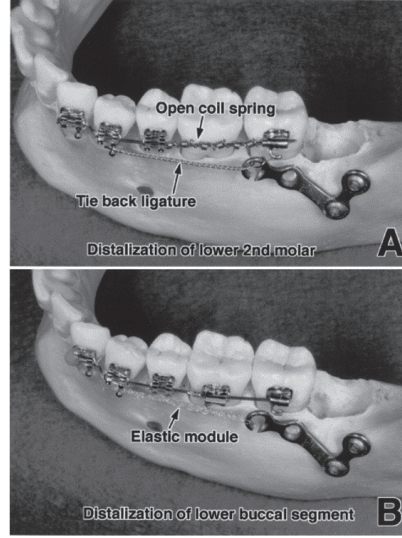 Open coil spring
Tie back ligature
Distalization of lower 2nd molar
A
Elastic module
Distalization of lower buccal segment
B